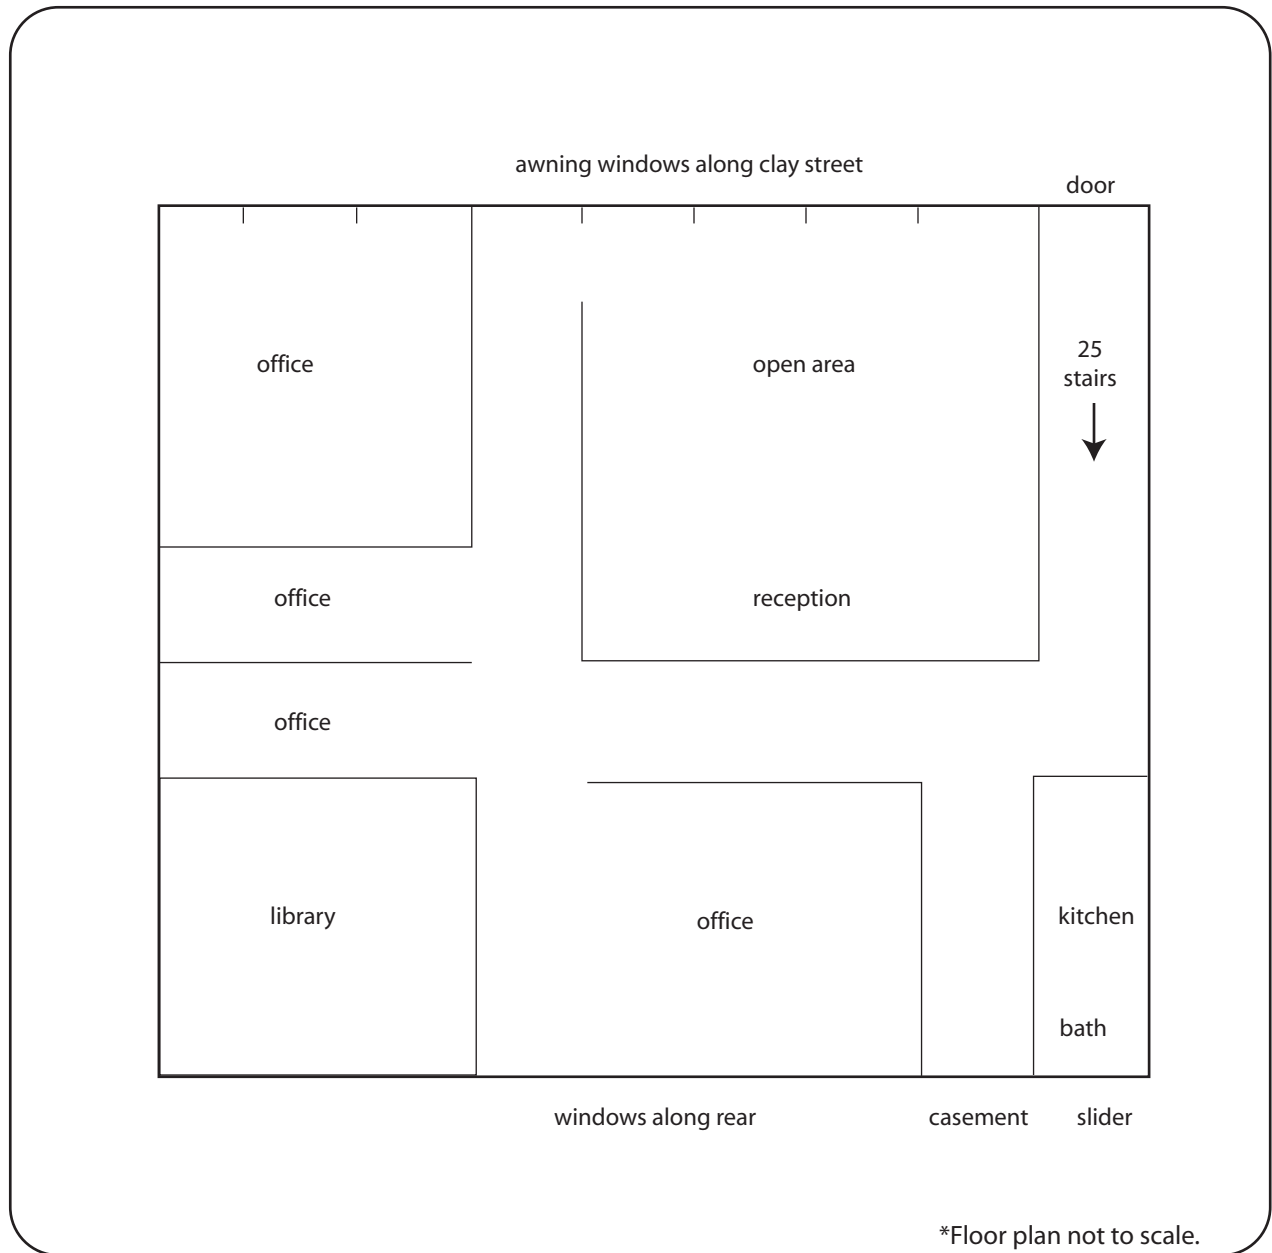 awning windows along clay street
door
office
open area
25
stairs
office
reception
office
library
office
kitchen
bath
windows along rear
casement
slider
*Floor plan not to scale.